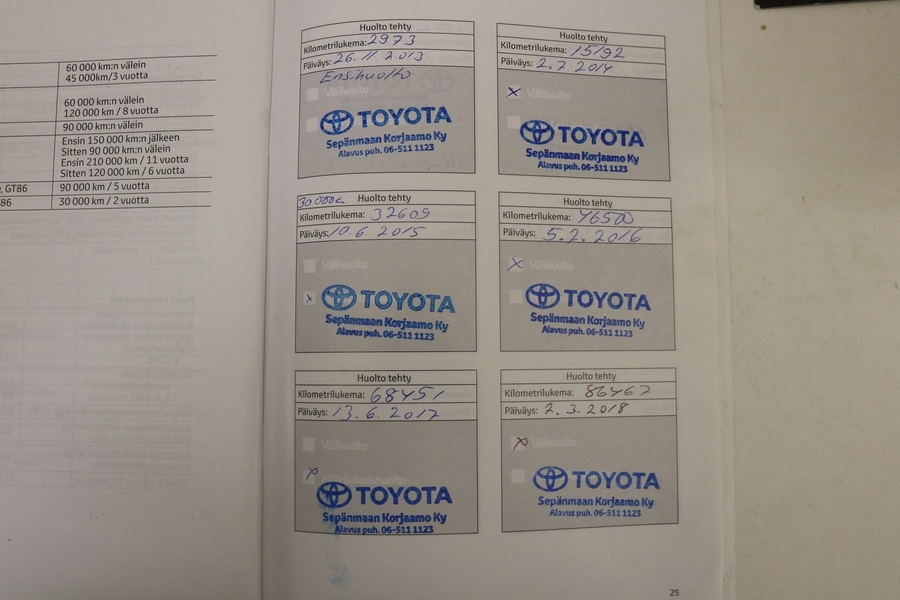 60 000 km:n välein
45 000km/3 vuotta
60 000 km:n välein
120 000 km / 8 vuotta
90 000 km:n välein
Ensin 150 000 km:n jälkeen
Sitten 90 000 km:n välein
Ensin 210 000 km / 11 vuotta
Sitten 120 000 km / 6 vuotta
, GT86
90 000 km / 5 vuotta
86
30 000 km / 2 vuotta
Huolto tehty
Kilometrilukema: 2973
Päiväys: 26.11.2013
Ensihuolto
Välihuolto
TOYOTA
Sepänmaan Korjaamo Ky
Alavus puh. 06-511 1123
Huolto tehty
Kilometrilukema: 15192
Päiväys: 2.7.2014
x Välihuolto
TOYOTA
Sepänmaan Korjaamo Ky
Alavus puh. 06-511 1123
Huolto tehty
Kilometrilukema: 32609
Päiväys: 10.6.2015
Välihuolto
x TOYOTA
Sepänmaan Korjaamo Ky
Alavus puh. 06-511 1123
Huolto tehty
Kilometrilukema: 46500
Päiväys: 5.2.2016
x Välihuolto
TOYOTA
Sepänmaan Korjaamo Ky
Alavus puh. 06-511 1123
Huolto tehty
Kilometrilukema: 68451
Päiväys: 13.6.2017
Välihuolto
x
TOYOTA
Sepänmaan Korjaamo Ky
Alavus puh. 06-511 1123
Huolto tehty
Kilometrilukema: 86467
Päiväys: 2.3.2018
x Välihuolto
TOYOTA
Sepänmaan Korjaamo Ky
Alavus puh. 06-511 1123
25